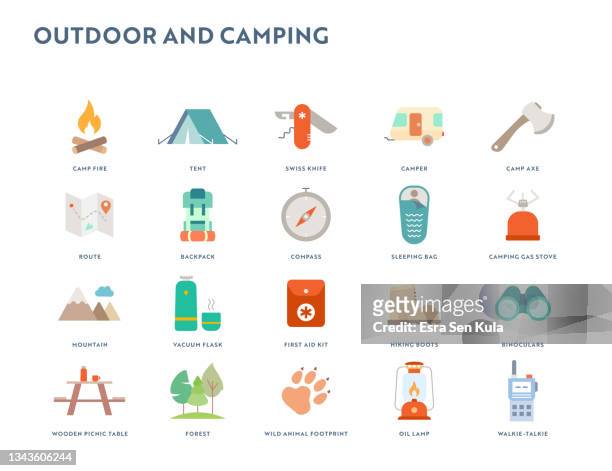 OUTDOOR AND CAMPING
CAMP FIRE TENT SWISS KNIFE CAMPER CAMP AXE
ROUTE BACKPACK COMPASS SLEEPING BAG CAMPING GAS STOVE
MOUNTAIN VACUUM FLASK FIRST AID KIT HIKING BOOTS BINOCULARS
Credit: Esra Sen Kula
WOODEN PICNIC TABLE FOREST WILD ANIMAL FOOTPRINT OIL LAMP WALKIE-TALKIE
1343606244